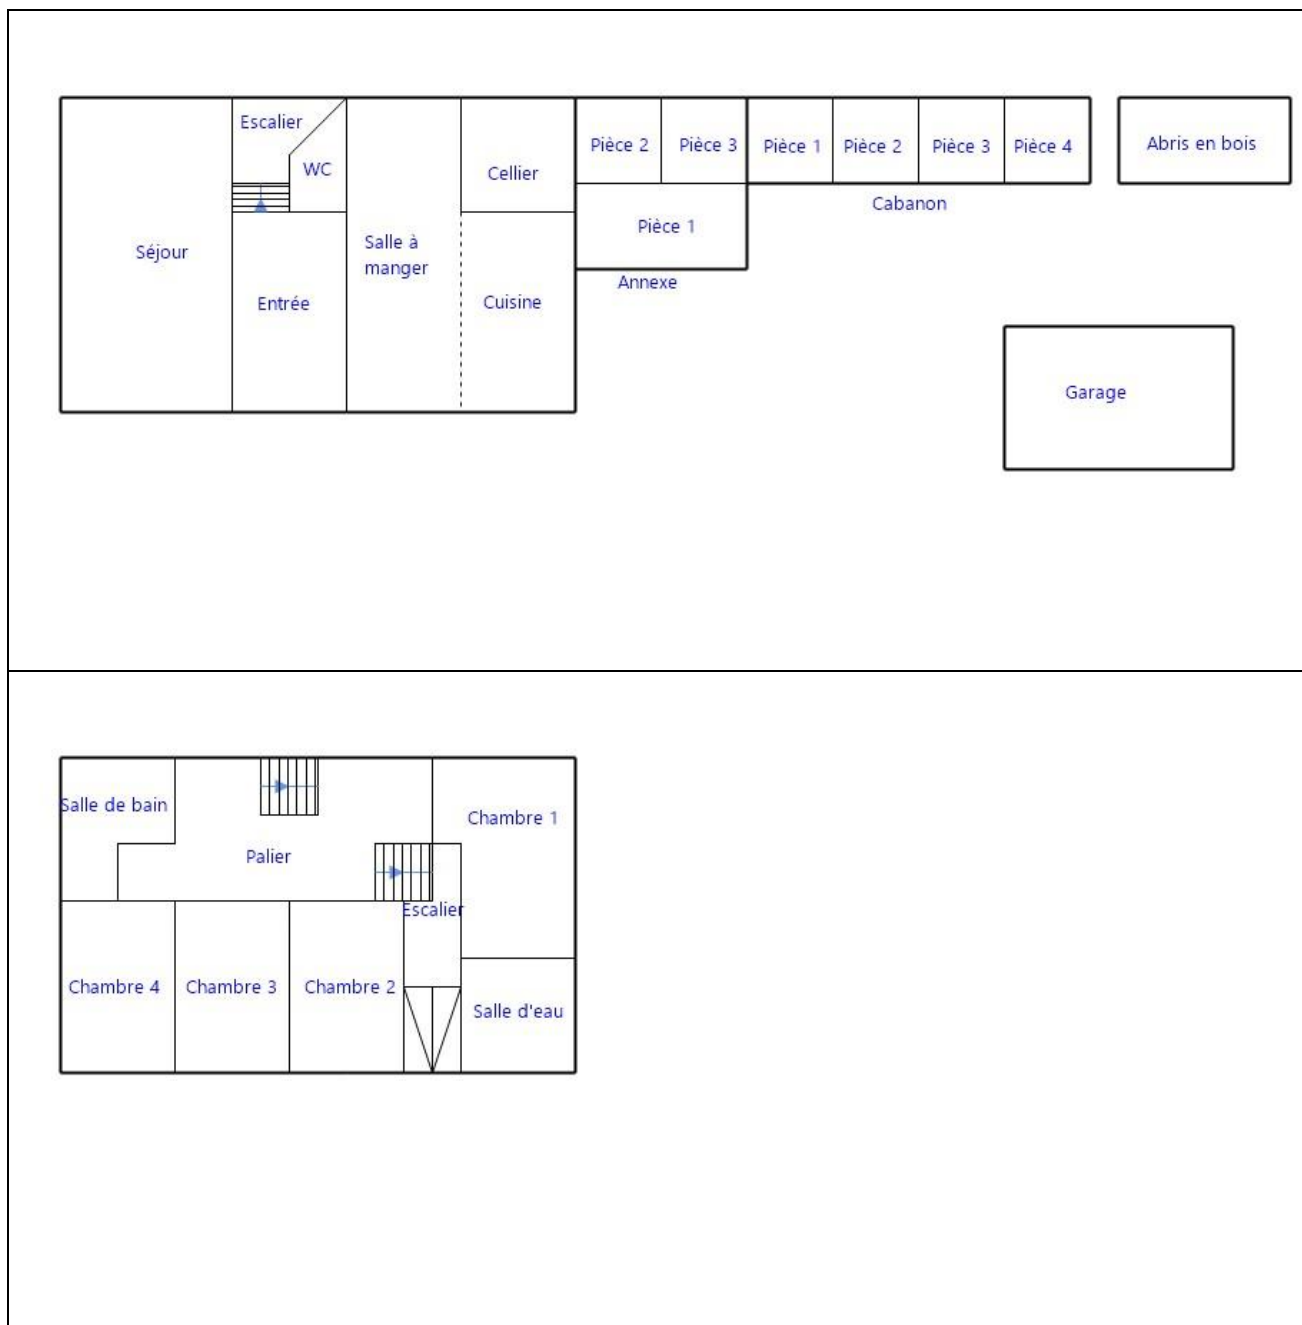 Escalier
WC
Séjour
Entrée
Salle à
manger
Cellier
Cuisine
Pièce 2
Pièce 3
Pièce 1
Annexe
Pièce 1
Pièce 2
Pièce 3
Pièce 4
Cabanon
Abris en bois
Garage
Salle de bain
Palier
Chambre 1
Escalier
Chambre 4
Chambre 3
Chambre 2
Salle d'eau